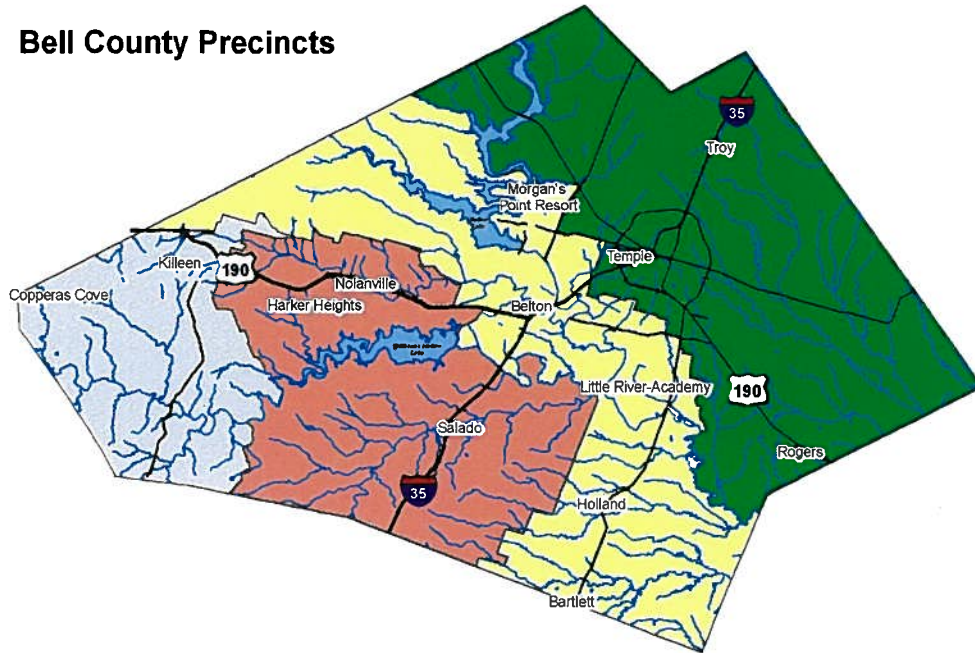 Bell County Precincts
35
Troy
Morgan's
Point Resort
Temple
Killeen
190
Nolanville
Copperas Cove
Harker Heights
Belton
Little River-Academy
190
Salado
Rogers
35
Holland
Bartlett